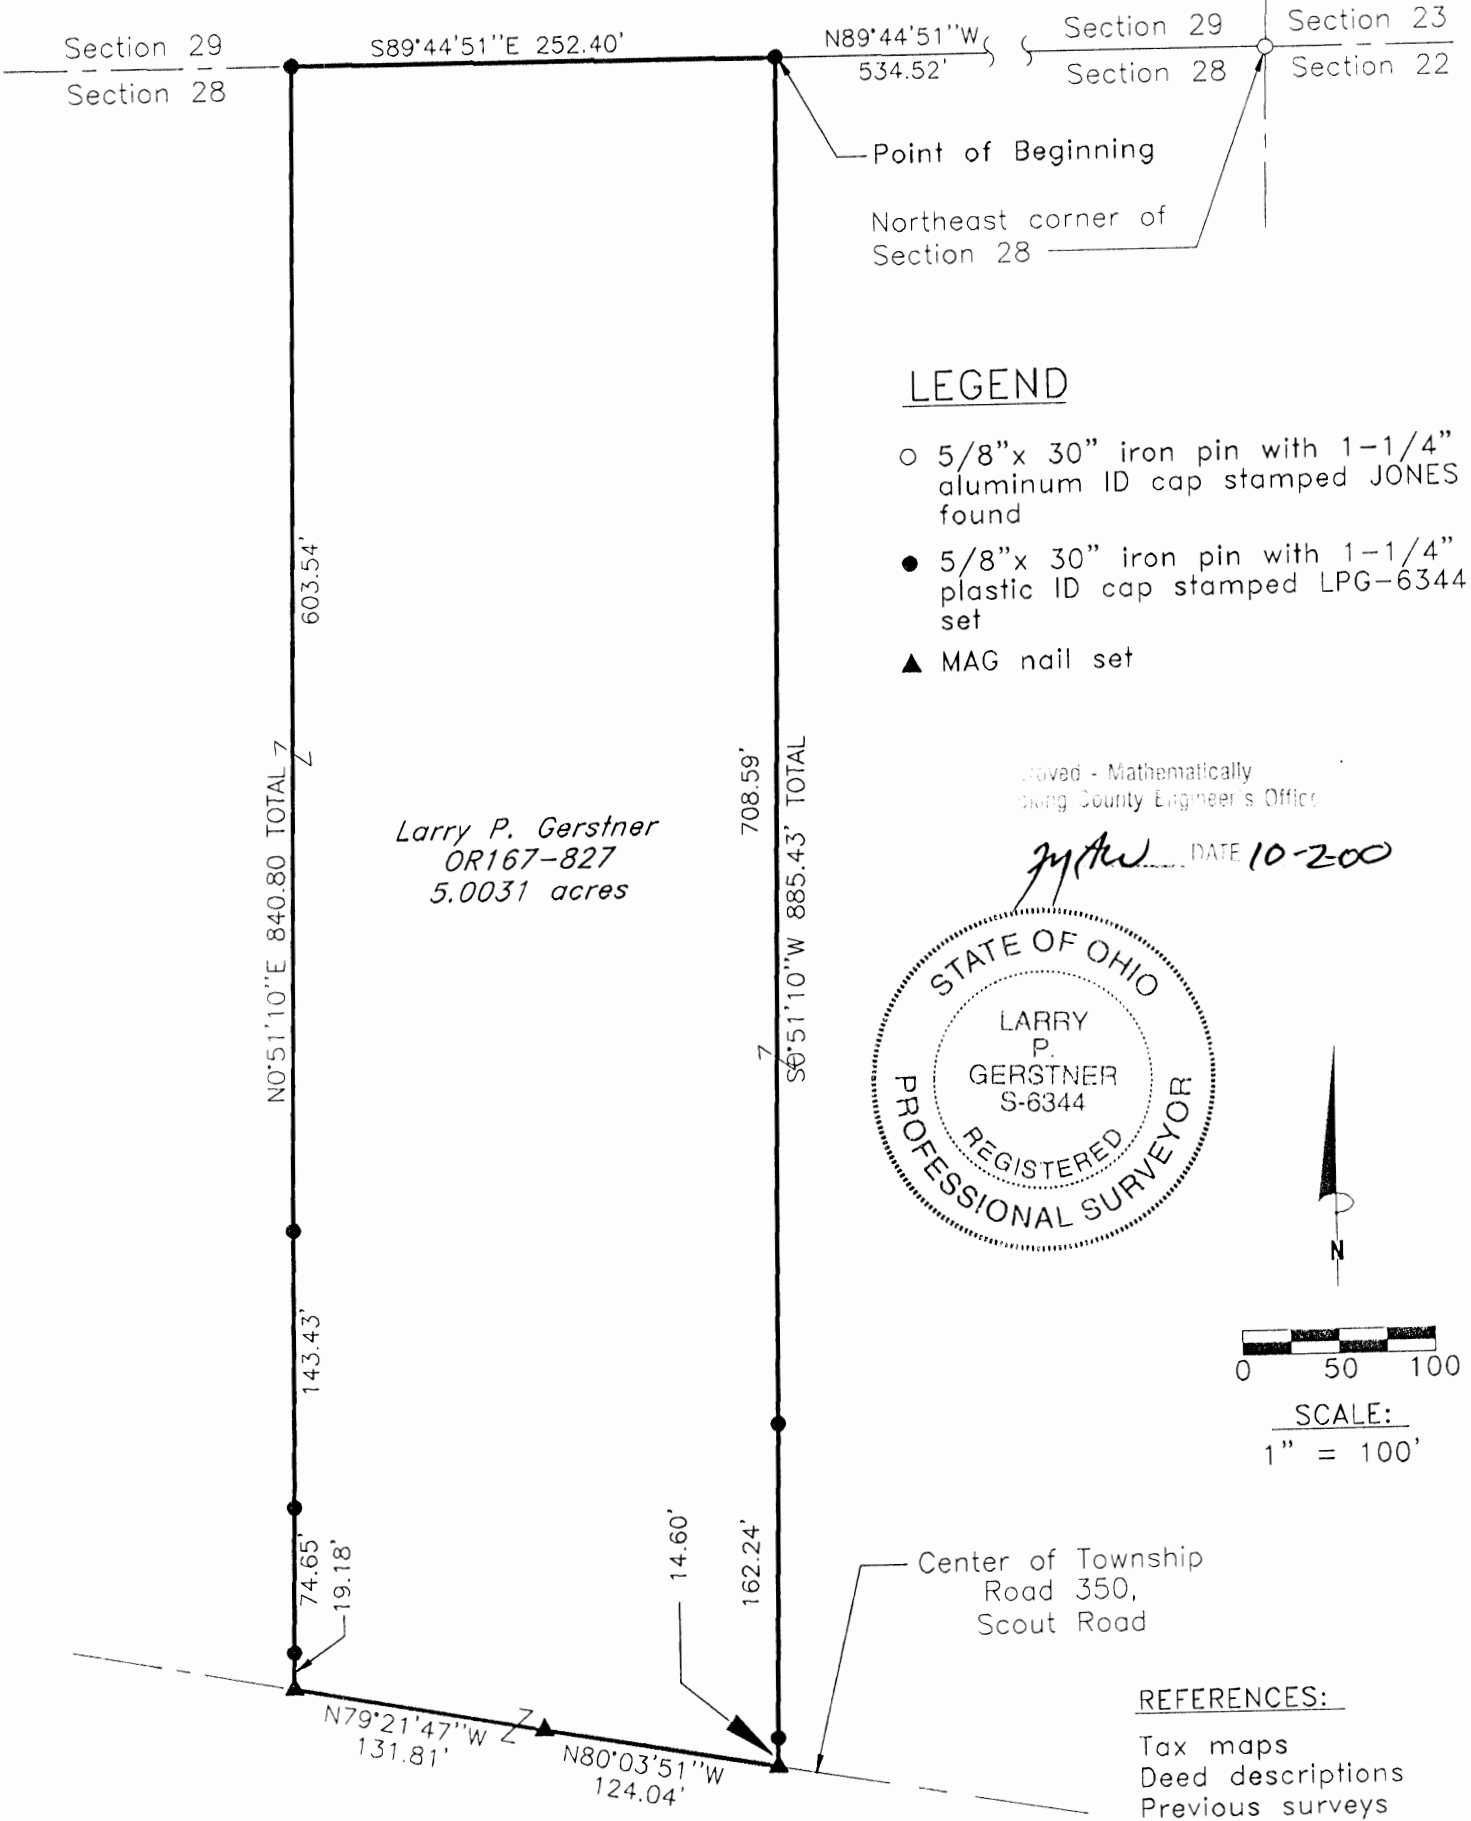 Section 29
Section 28
S89°44'51"E 252.40'
N89°44'51"W
534.52'
Section 29
Section 28
Section 23
Section 22
Point of Beginning
Northeast corner of
Section 28
LEGEND
○ 5/8"x 30" iron pin with 1-1/4"
aluminum ID cap stamped JONES
found
● 5/8"x 30" iron pin with 1-1/4"
plastic ID cap stamped LPG-6344
set
▲ MAG nail set
603.54'
N0°51'10"E 840.80 TOTAL
Larry P. Gerstner
OR167-827
5.0031 acres
708.59'
S0°51'10"W 885.43' TOTAL
- Mathematically
County Engineer's Office
DATE 10-2-00
STATE OF OHIO
LARRY
P.
GERSTNER
S-6344
REGISTERED
PROFESSIONAL SURVEYOR
N
0 50 100
SCALE:
1" = 100'
143.43'
74.65'
19.18'
14.60'
162.24'
Center of Township
Road 350,
Scout Road
N79°21'47"W
131.81'
N80°03'51"W
124.04'
REFERENCES:
Tax maps
Deed descriptions
Previous surveys